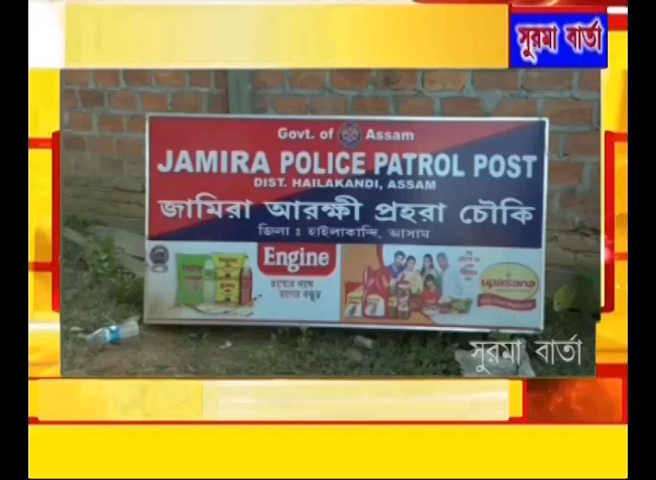 সুরমা বার্তা
Govt. of Assam
JAMIRA POLICE PATROL POST
DIST. HAILAKANDI, ASSAM
জামিরা আরক্ষী প্রহরা চৌকি
জিলা : হাইলাকান্দি, আসাম
Engine
upasana
সুরমা বার্তা